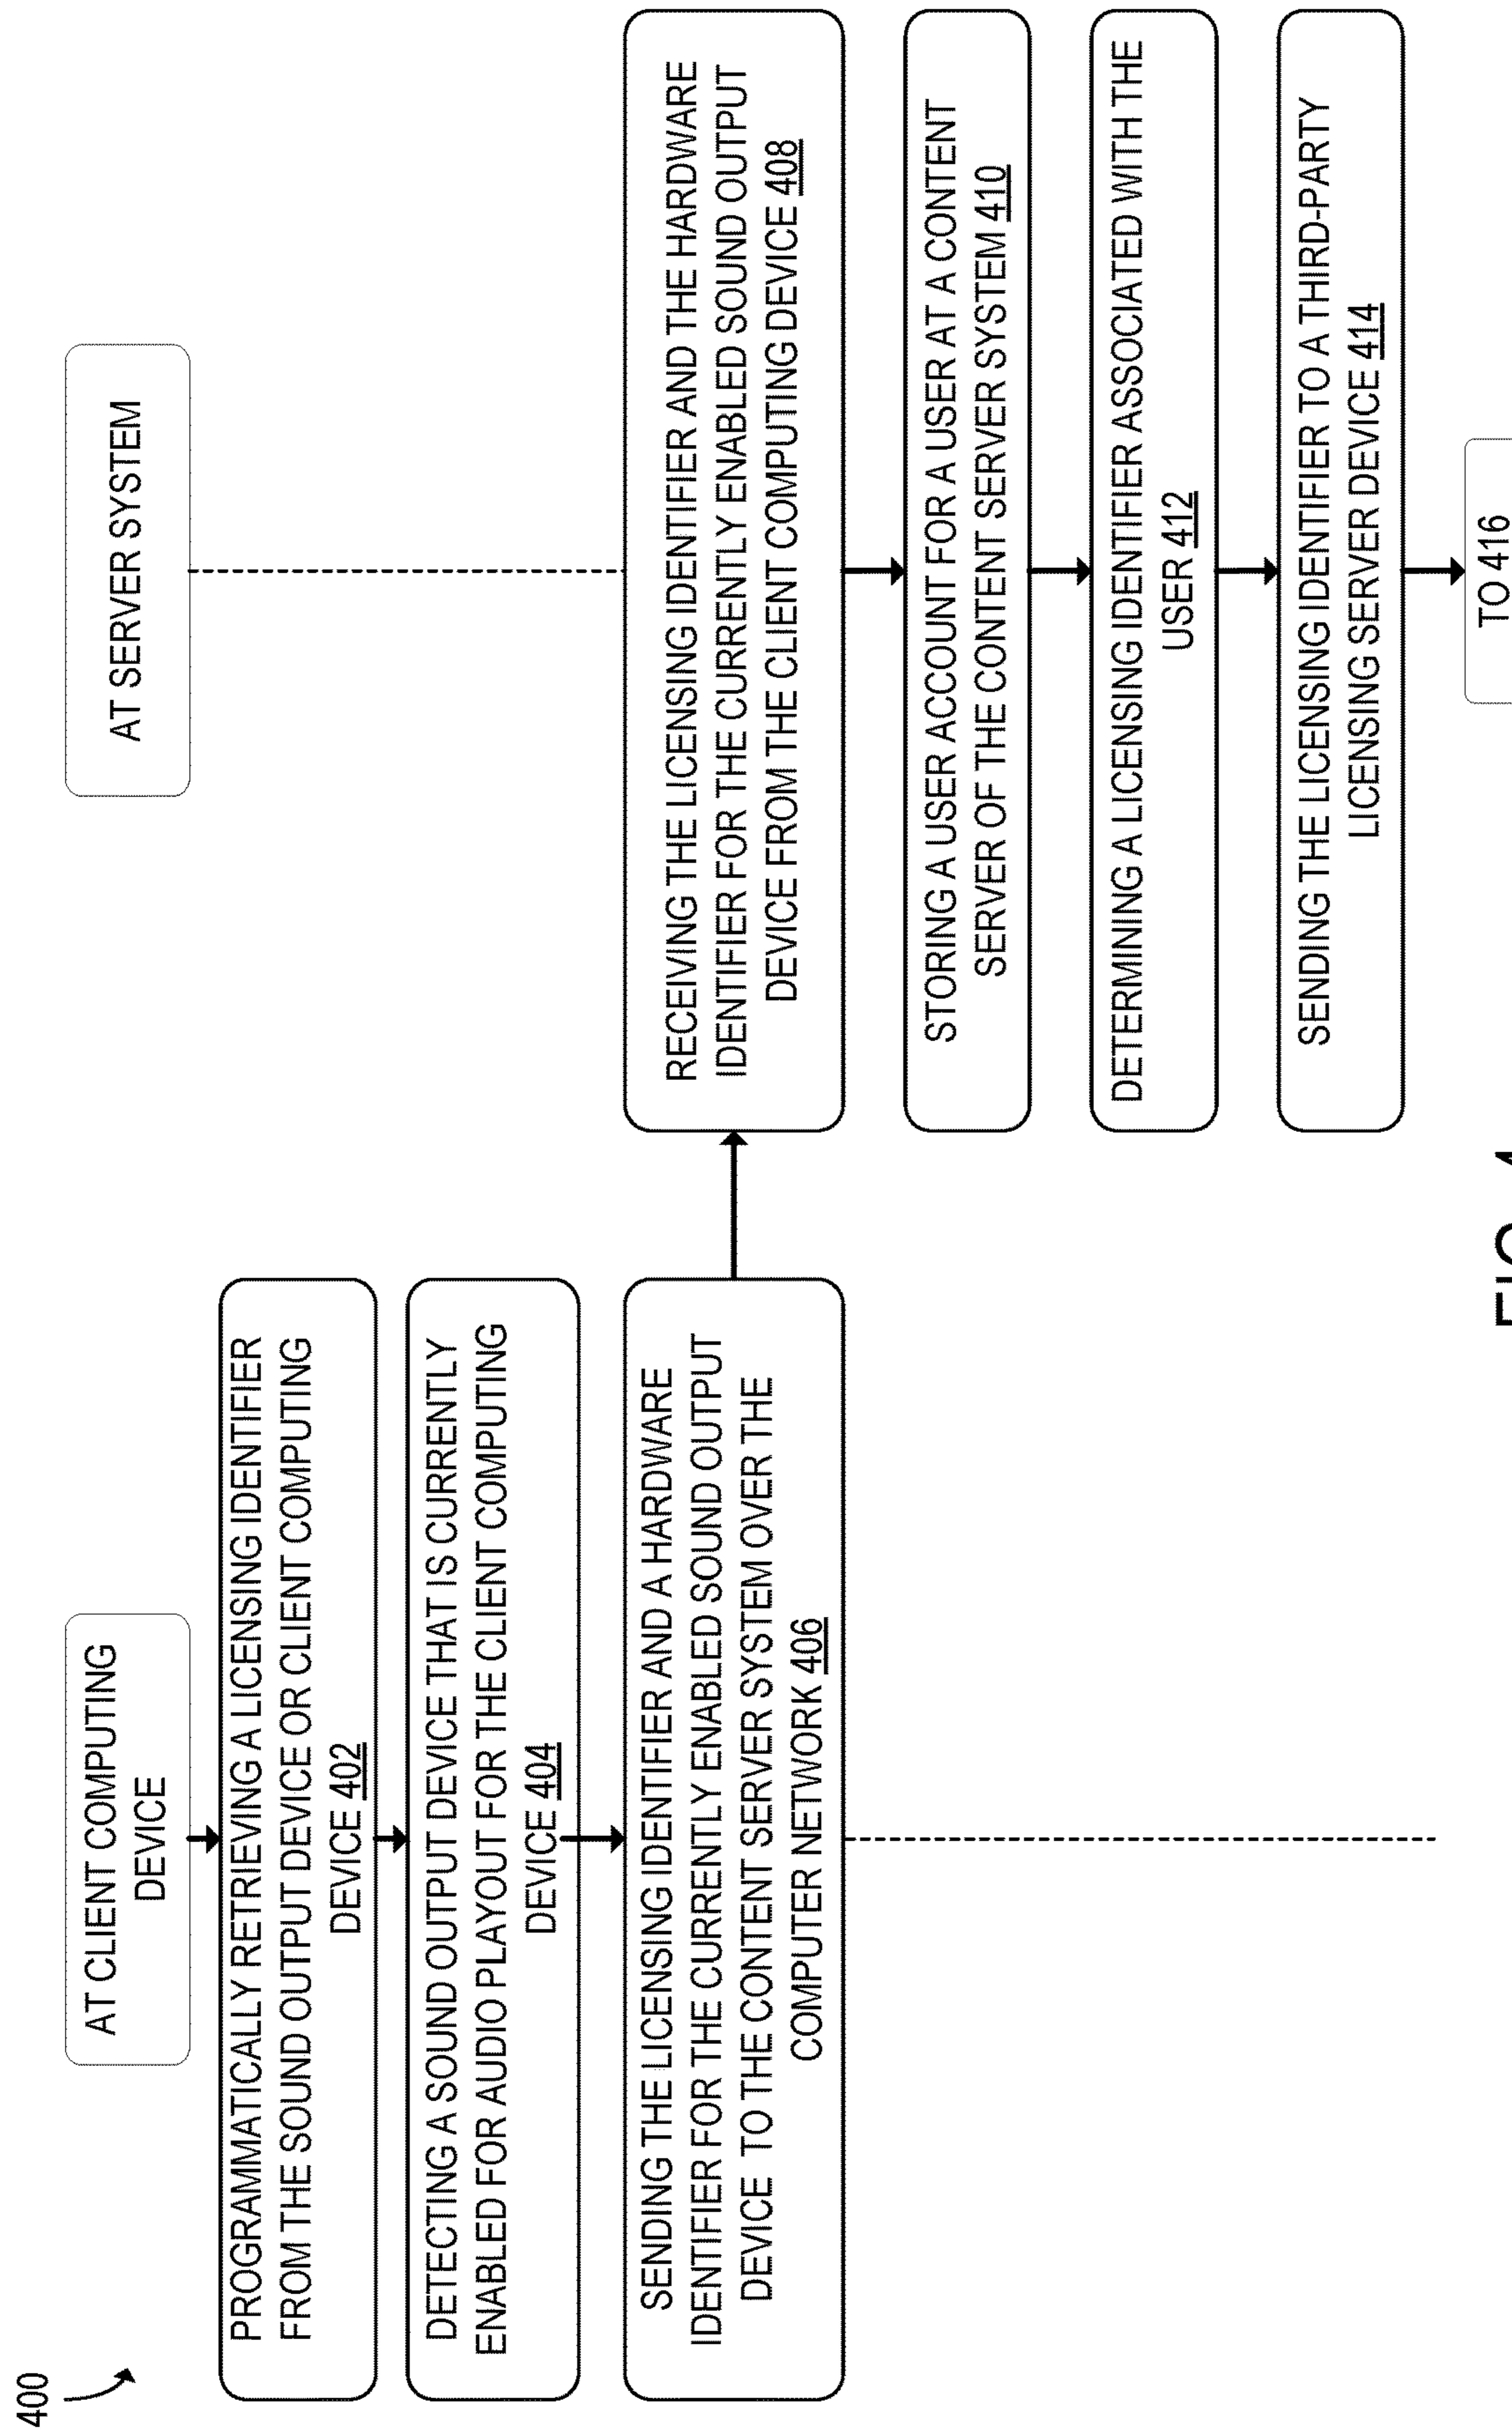 400
AT CLIENT COMPUTING
DEVICE
PROGRAMMATICALLY RETRIEVING A LICENSING IDENTIFIER
FROM THE SOUND OUTPUT DEVICE OR CLIENT COMPUTING
DEVICE 402
DETECTING A SOUND OUTPUT DEVICE THAT IS CURRENTLY
ENABLED FOR AUDIO PLAYOUT FOR THE CLIENT COMPUTING
DEVICE 404
SENDING THE LICENSING IDENTIFIER AND A HARDWARE
IDENTIFIER FOR THE CURRENTLY ENABLED SOUND OUTPUT
DEVICE TO THE CONTENT SERVER SYSTEM OVER THE
COMPUTER NETWORK 406
AT SERVER SYSTEM
RECEIVING THE LICENSING IDENTIFIER AND THE HARDWARE
IDENTIFIER FOR THE CURRENTLY ENABLED SOUND OUTPUT
DEVICE FROM THE CLIENT COMPUTING DEVICE 408
STORING A USER ACCOUNT FOR A USER AT A CONTENT
SERVER OF THE CONTENT SERVER SYSTEM 410
DETERMINING A LICENSING IDENTIFIER ASSOCIATED WITH THE
USER 412
SENDING THE LICENSING IDENTIFIER TO A THIRD-PARTY
LICENSING SERVER DEVICE 414
TO 416